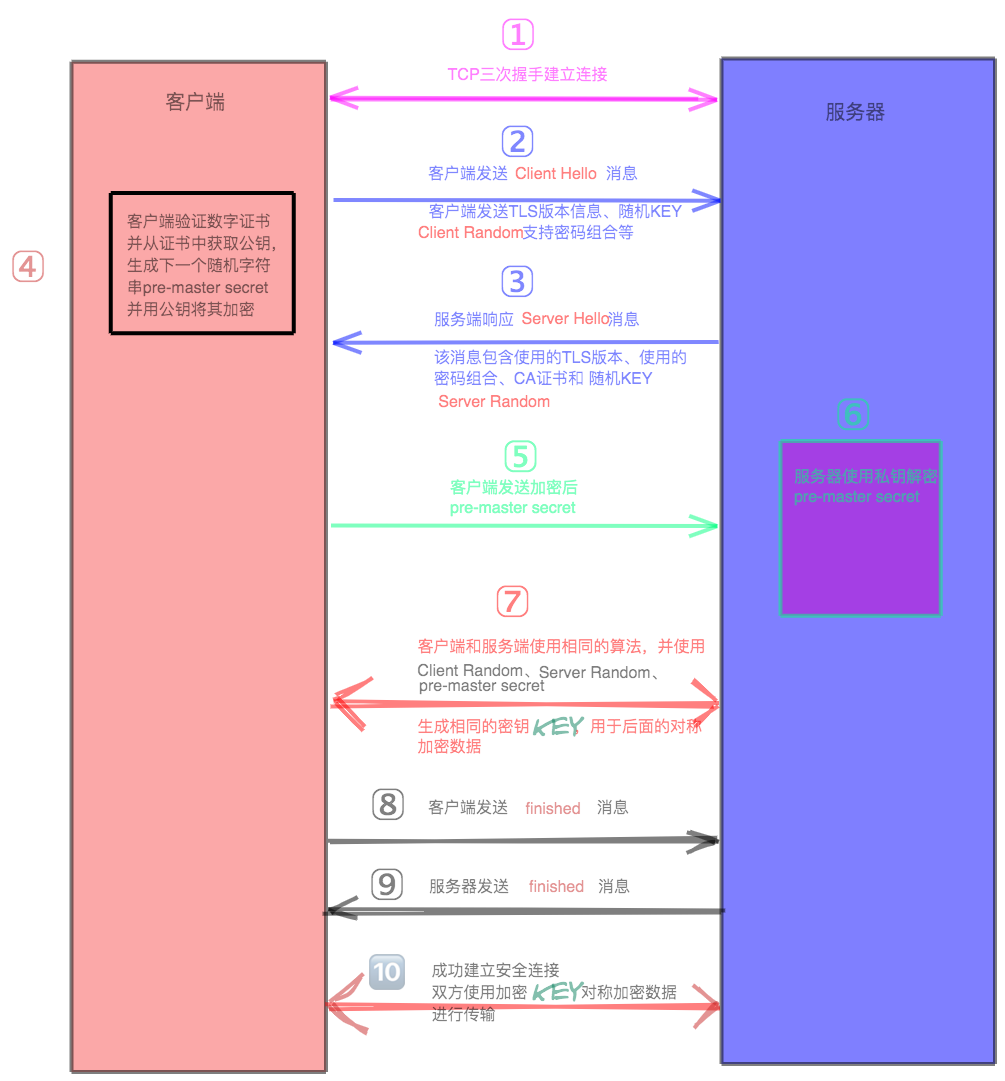 1
TCP三次握手建立连接
客户端
服务器
2
客户端发送 Client Hello 消息
客户端发送TLS版本信息、随机KEY
Client Random支持密码组合等
4
客户端验证数字证书
并从证书中获取公钥，
生成下一个随机字符
串pre-master secret
并用公钥将其加密
3
服务端响应 Server Hello消息
该消息包含使用的TLS版本、使用的
密码组合、CA证书和 随机KEY
Server Random
5
客户端发送加密后
pre-master secret
6
服务器使用私钥解密
pre-master secret
7
客户端和服务端使用相同的算法，并使用
Client Random、Server Random、
pre-master secret
生成相同的密钥 KEY，用于后面的对称
加密数据
8 客户端发送 finished 消息
9 服务器发送 finished 消息
10 成功建立安全连接
双方使用加密 KEY 对称加密数据
进行传输